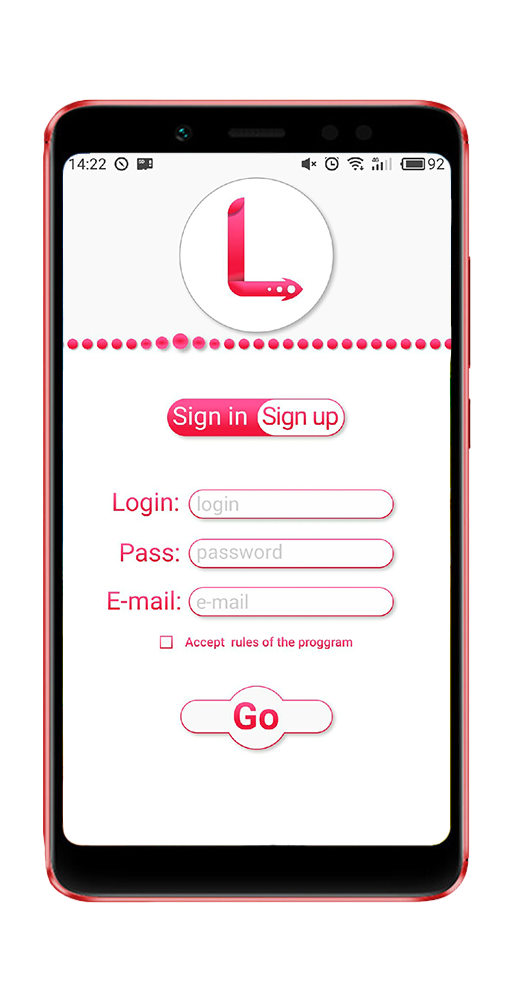 14:22 4G 92
L
Sign in Sign up
Login: login
Pass: password
E-mail: e-mail
Accept rules of the proggram
Go